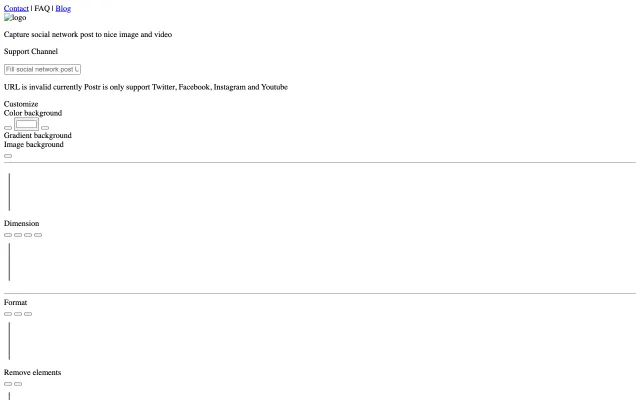 Contact | FAQ | Blog
logo
Capture social network post to nice image and video
Support Channel
Fill social network post
URL is invalid currently Postr is only support Twitter, Facebook, Instagram and Youtube
Customize
Color background
Gradient background
Image background
Dimension
Format
Remove elements